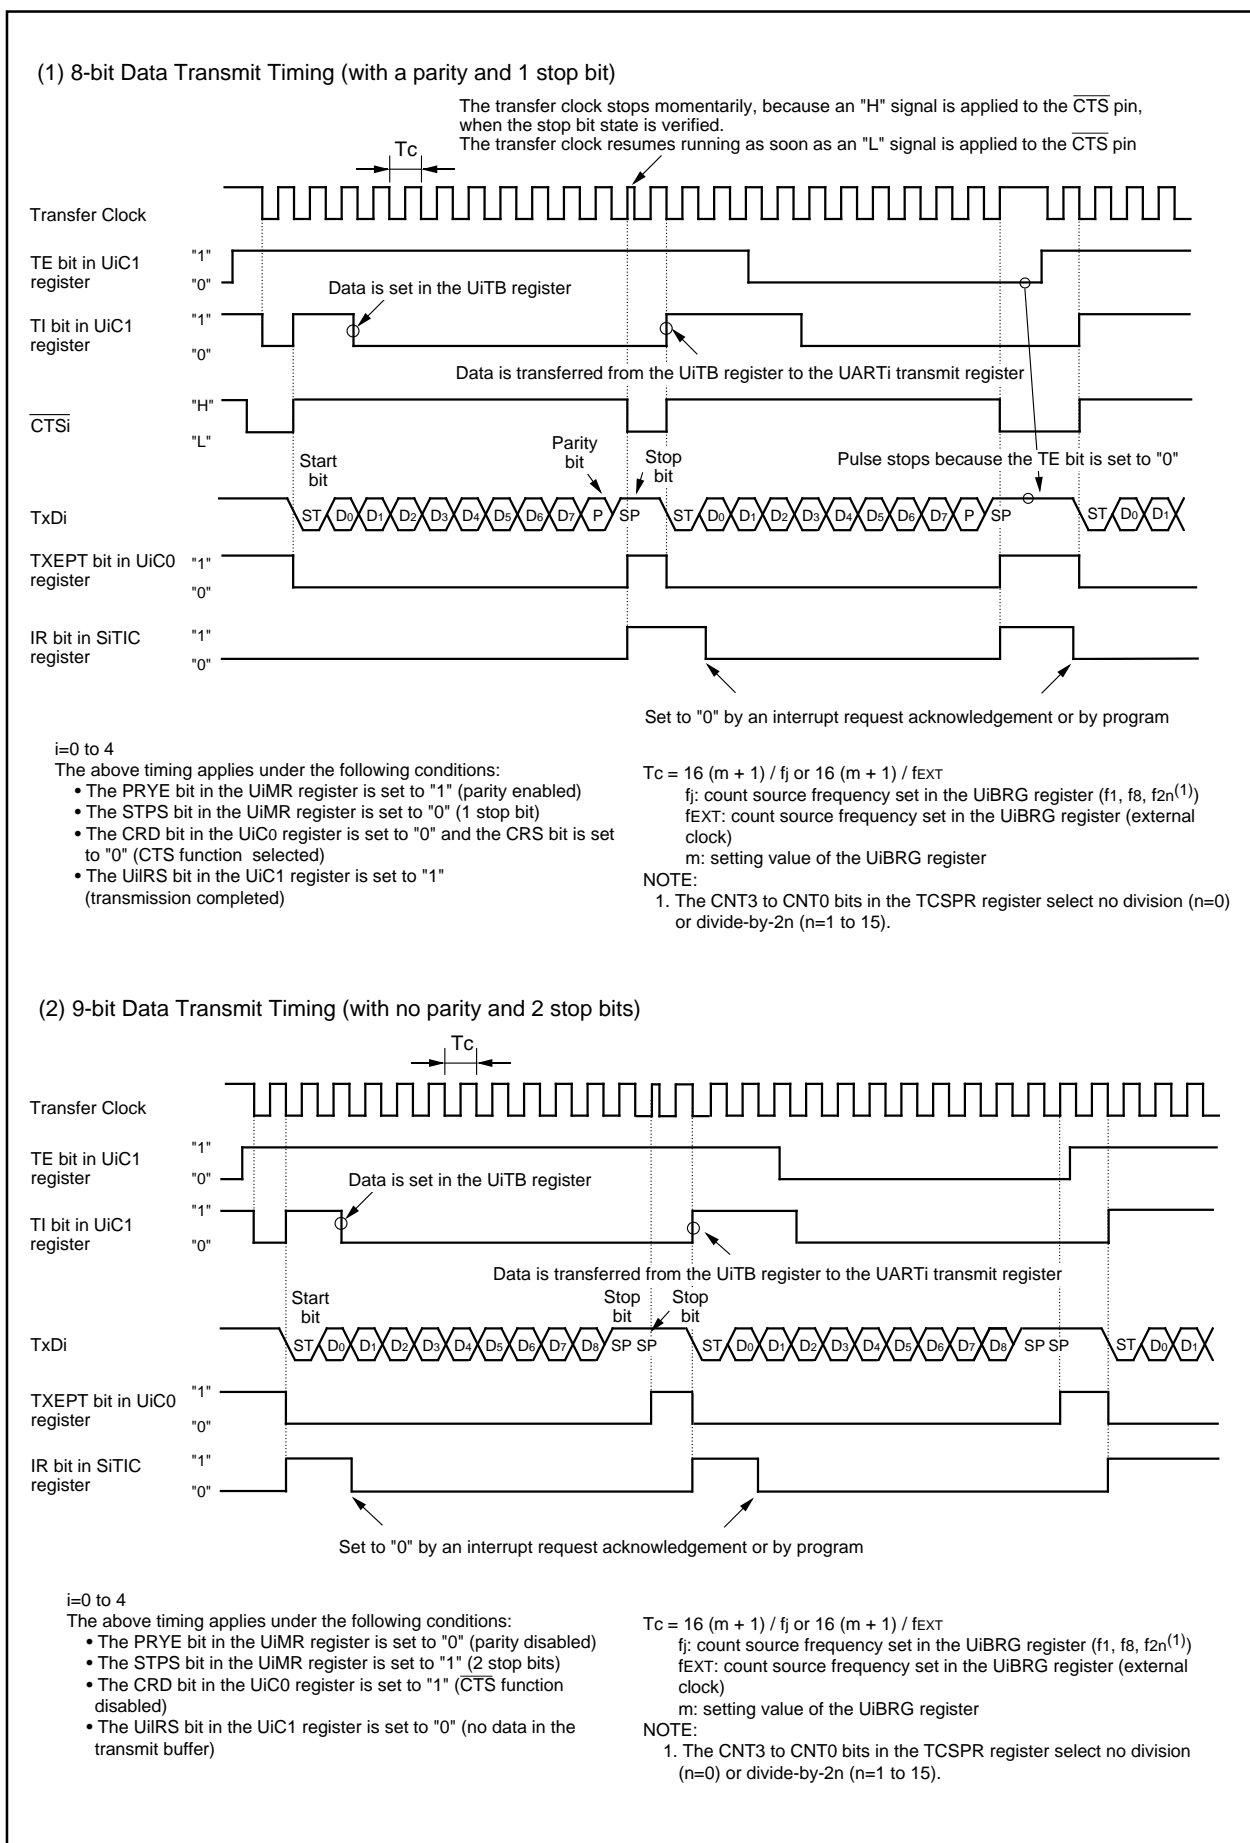 (1) 8-bit Data Transmit Timing (with a parity and 1 stop bit)
The transfer clock stops momentarily, because an "H" signal is applied to the CTS pin,
when the stop bit state is verified.
The transfer clock resumes running as soon as an "L" signal is applied to the CTS pin
Tc
Transfer Clock
TE bit in UiC1
register
"1"
"0"
Data is set in the UiTB register
TI bit in UiC1
register
"1"
"0"
Data is transferred from the UiTB register to the UARTi transmit register
CTSi
"H"
"L"
Start
bit
Parity
bit
Stop
bit
Pulse stops because the TE bit is set to "0"
TxDi
ST D0 D1 D2 D3 D4 D5 D6 D7 P SP ST D0 D1 D2 D3 D4 D5 D6 D7 P SP ST D0 D1
TXEPT bit in UiC0
register
"1"
"0"
IR bit in SiTIC
register
"1"
"0"
Set to "0" by an interrupt request acknowledgement or by program
i=0 to 4
The above timing applies under the following conditions:
• The PRYE bit in the UiMR register is set to "1" (parity enabled)
• The STPS bit in the UiMR register is set to "0" (1 stop bit)
• The CRD bit in the UiC0 register is set to "0" and the CRS bit is set
to "0" (CTS function selected)
• The UilRS bit in the UiC1 register is set to "1"
(transmission completed)
Tc = 16 (m + 1) / fj or 16 (m + 1) / fEXT
fj: count source frequency set in the UiBRG register (f1, f8, f2n(1))
fEXT: count source frequency set in the UiBRG register (external
clock)
m: setting value of the UiBRG register
NOTE:
1. The CNT3 to CNT0 bits in the TCSPR register select no division (n=0)
or divide-by-2n (n=1 to 15).
(2) 9-bit Data Transmit Timing (with no parity and 2 stop bits)
Tc
Transfer Clock
TE bit in UiC1
register
"1"
"0"
Data is set in the UiTB register
TI bit in UiC1
register
"1"
"0"
Data is transferred from the UiTB register to the UARTi transmit register
Start
bit
Stop
bit
Stop
bit
TxDi
ST D0 D1 D2 D3 D4 D5 D6 D7 D8 SP SP ST D0 D1 D2 D3 D4 D5 D6 D7 D8 SP SP ST D0 D1
TXEPT bit in UiC0
register
"1"
"0"
IR bit in SiTIC
register
"1"
"0"
Set to "0" by an interrupt request acknowledgement or by program
i=0 to 4
The above timing applies under the following conditions:
• The PRYE bit in the UiMR register is set to "0" (parity disabled)
• The STPS bit in the UiMR register is set to "1" (2 stop bits)
• The CRD bit in the UiC0 register is set to "1" (CTS function
disabled)
• The UilRS bit in the UiC1 register is set to "0" (no data in the
transmit buffer)
Tc = 16 (m + 1) / fj or 16 (m + 1) / fEXT
fj: count source frequency set in the UiBRG register (f1, f8, f2n(1))
fEXT: count source frequency set in the UiBRG register (external
clock)
m: setting value of the UiBRG register
NOTE:
1. The CNT3 to CNT0 bits in the TCSPR register select no division
(n=0) or divide-by-2n (n=1 to 15).